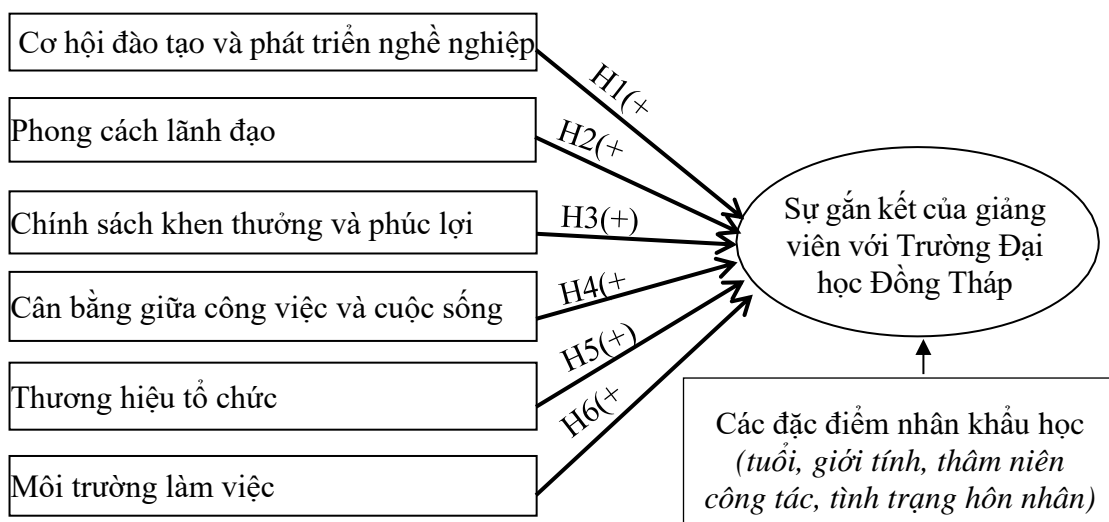 Cơ hội đào tạo và phát triển nghề nghiệp
Phong cách lãnh đạo
Chính sách khen thưởng và phúc lợi
Cân bằng giữa công việc và cuộc sống
Thương hiệu tổ chức
Môi trường làm việc
H1(+
H2(+
H3(+)
H4(+
H5(+)
H6(+
Sự gắn kết của giảng
viên với Trường Đại
học Đồng Tháp
Các đặc điểm nhân khẩu học
(tuổi, giới tính, thâm niên
công tác, tình trạng hôn nhân)